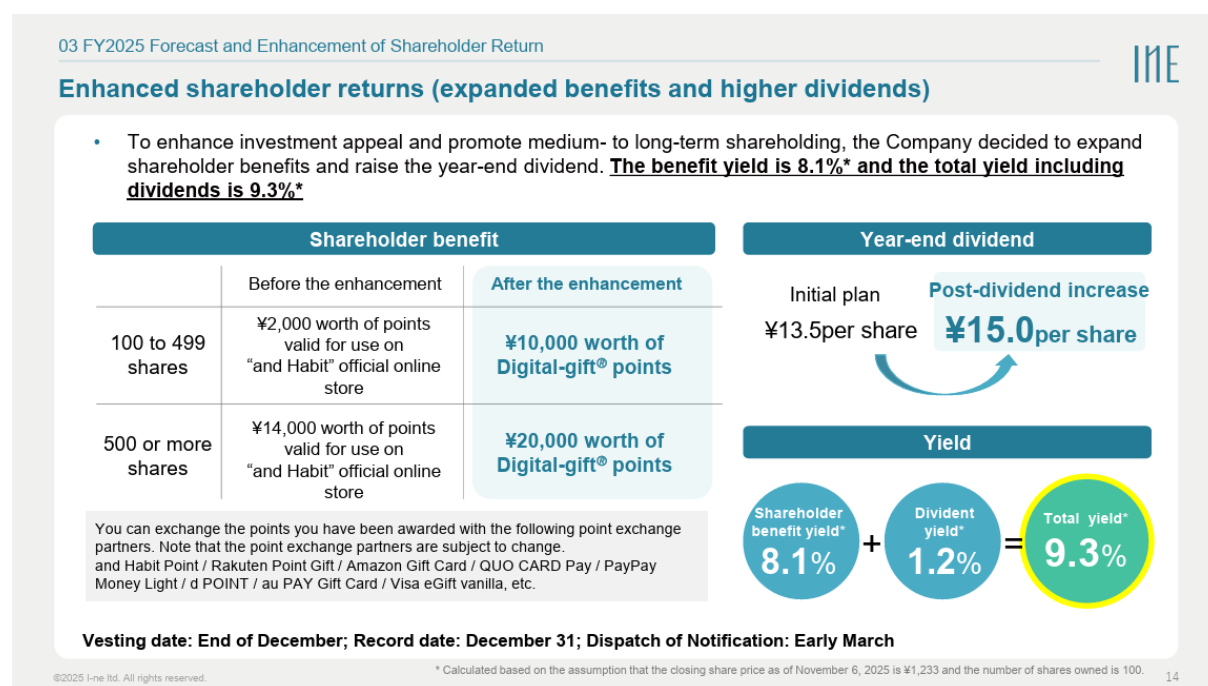 03 FY2025 Forecast and Enhancement of Shareholder Return
INE
Enhanced shareholder returns (expanded benefits and higher dividends)
• To enhance investment appeal and promote medium- to long-term shareholding, the Company decided to expand
shareholder benefits and raise the year-end dividend. The benefit yield is 8.1%* and the total yield including
dividends is 9.3%*
Shareholder benefit
Before the enhancement
After the enhancement
100 to 499
shares
¥2,000 worth of points
valid for use on
“and Habit” official online
store
¥10,000 worth of
Digital-gift® points
500 or more
shares
¥14,000 worth of points
valid for use on
“and Habit” official online
store
¥20,000 worth of
Digital-gift® points
You can exchange the points you have been awarded with the following point exchange
partners. Note that the point exchange partners are subject to change.
and Habit Point / Rakuten Point Gift / Amazon Gift Card / QUO CARD Pay / PayPay
Money Light / d POINT / au PAY Gift Card / Visa eGift vanilla, etc.
Year-end dividend
Initial plan
¥13.5per share
Post-dividend increase
¥15.0per share
Yield
Shareholder
benefit yield*
8.1%
+
Divident
yield*
1.2%
=
Total yield*
9.3%
Vesting date: End of December; Record date: December 31; Dispatch of Notification: Early March
* Calculated based on the assumption that the closing share price as of November 6, 2025 is ¥1,233 and the number of shares owned is 100.
©2025 I-ne ltd. All rights reserved.
14